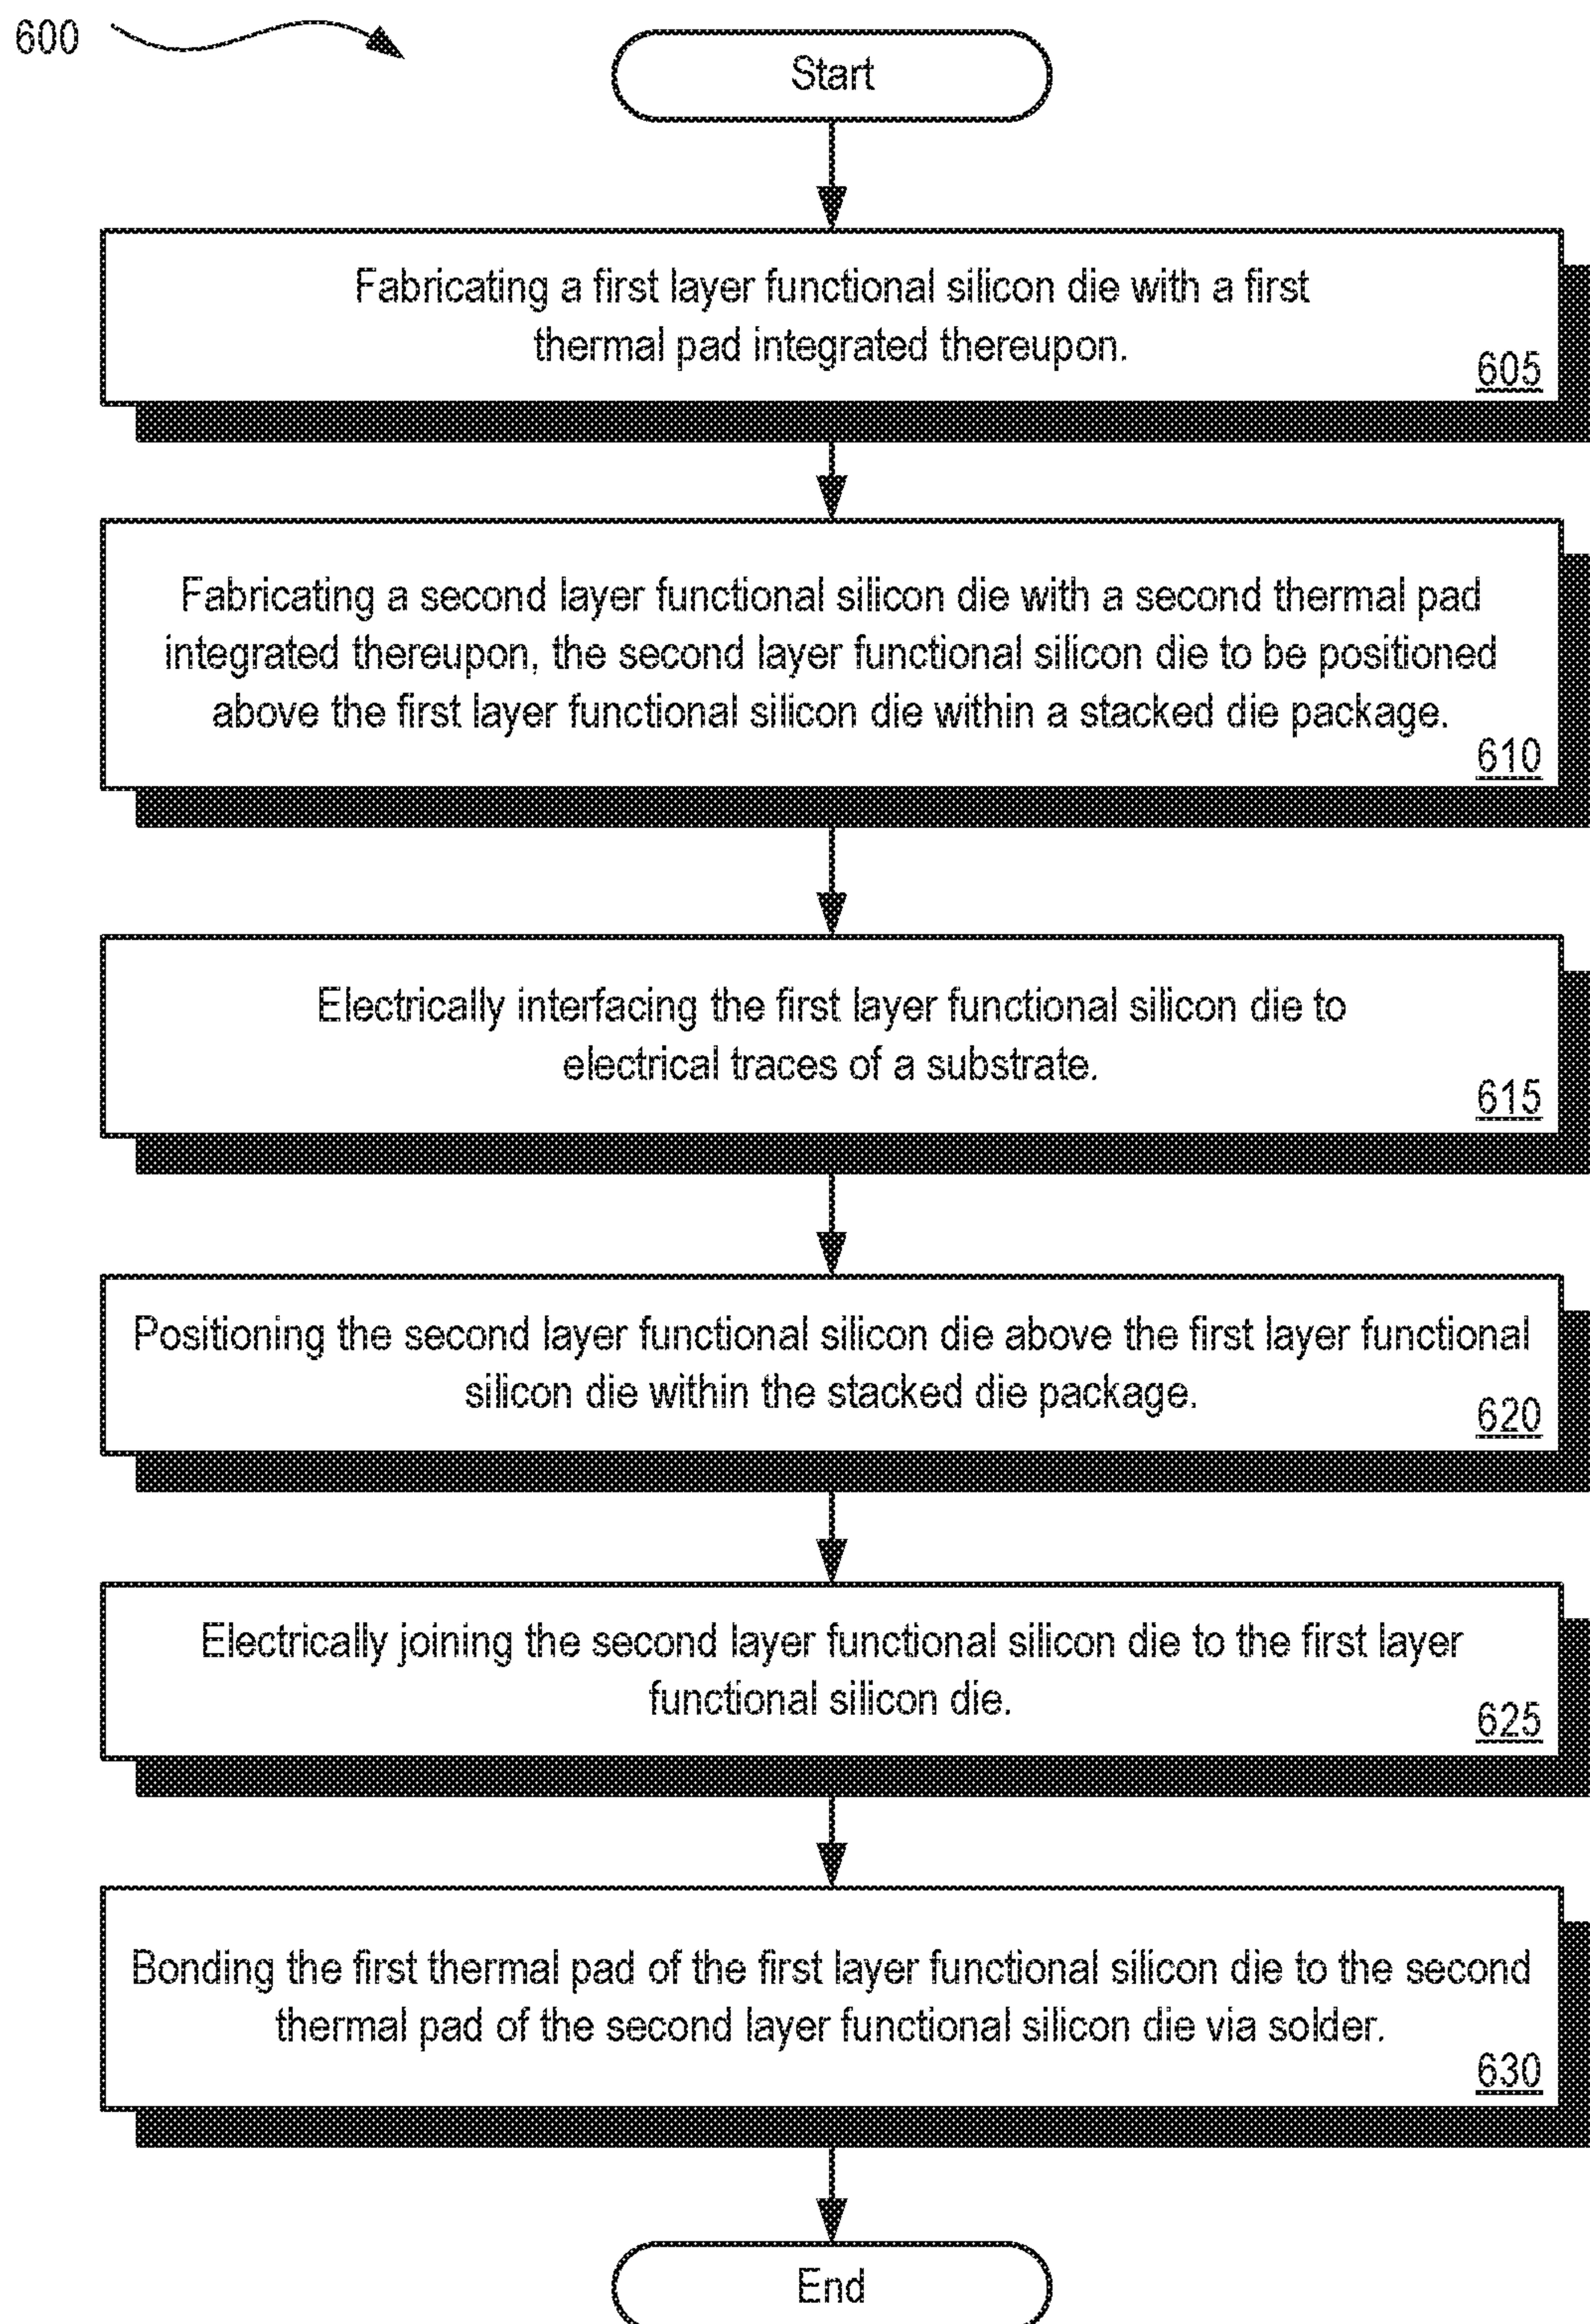 600
Start
Fabricating a first layer functional silicon die with a first
thermal pad integrated thereupon.
605
Fabricating a second layer functional silicon die with a second thermal pad
integrated thereupon, the second layer functional silicon die to be positioned
above the first layer functional silicon die within a stacked die package.
610
Electrically interfacing the first layer functional silicon die to
electrical traces of a substrate.
615
Positioning the second layer functional silicon die above the first layer functional
silicon die within the stacked die package.
620
Electrically joining the second layer functional silicon die to the first layer
functional silicon die.
625
Bonding the first thermal pad of the first layer functional silicon die to the second
thermal pad of the second layer functional silicon die via solder.
630
End